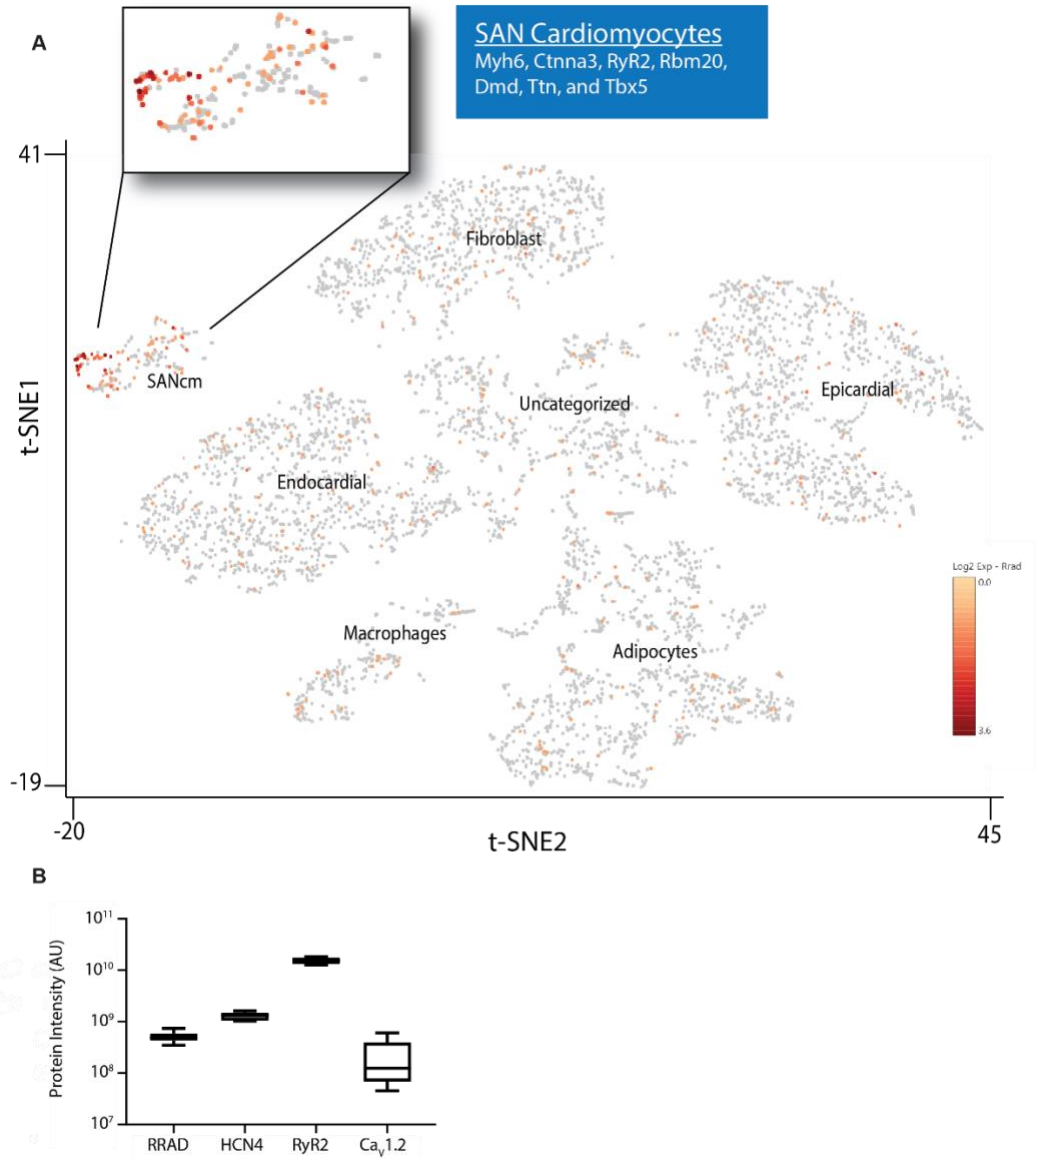 A
SAN Cardiomyocytes
Myh6, Ctnna3, RyR2, Rbm20,
Dmd, Ttn, and Tbx5
41
t-SNE1
Fibroblast
SANcm
Uncategorized
Epicardial
Endocardial
Log2 Exp - Rrad
0.0
3.6
Macrophages
Adipocytes
-19
-20
45
t-SNE2
B
Protein Intensity (AU)
10¹¹
10¹⁰
10⁹
10⁸
10⁷
RRAD HCN4 RyR2 Caᵥ1.2